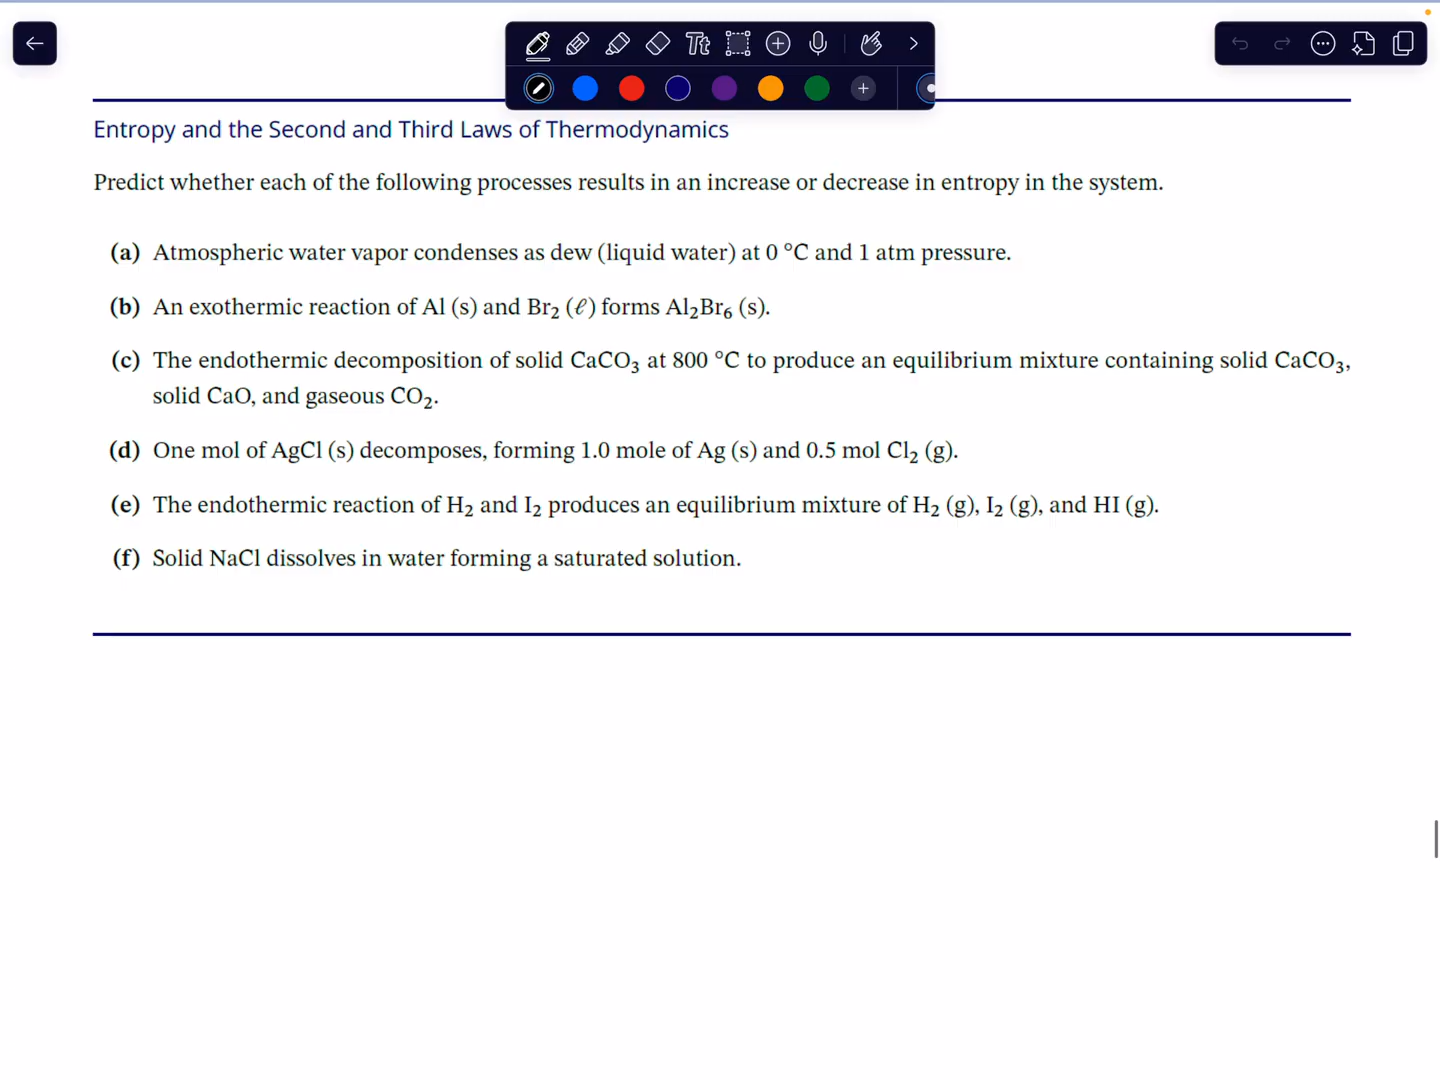 Tt
Entropy and the Second and Third Laws of Thermodynamics
Predict whether each of the following processes results in an increase or decrease in entropy in the system.
(a) Atmospheric water vapor condenses as dew (liquid water) at 0 °C and 1 atm pressure.
(b) An exothermic reaction of Al (s) and Br₂ (ℓ) forms Al₂Br₆ (s).
(c) The endothermic decomposition of solid CaCO₃ at 800 °C to produce an equilibrium mixture containing solid CaCO₃,
solid CaO, and gaseous CO₂.
(d) One mol of AgCl (s) decomposes, forming 1.0 mole of Ag (s) and 0.5 mol Cl₂ (g).
(e) The endothermic reaction of H₂ and I₂ produces an equilibrium mixture of H₂ (g), I₂ (g), and HI (g).
(f) Solid NaCl dissolves in water forming a saturated solution.